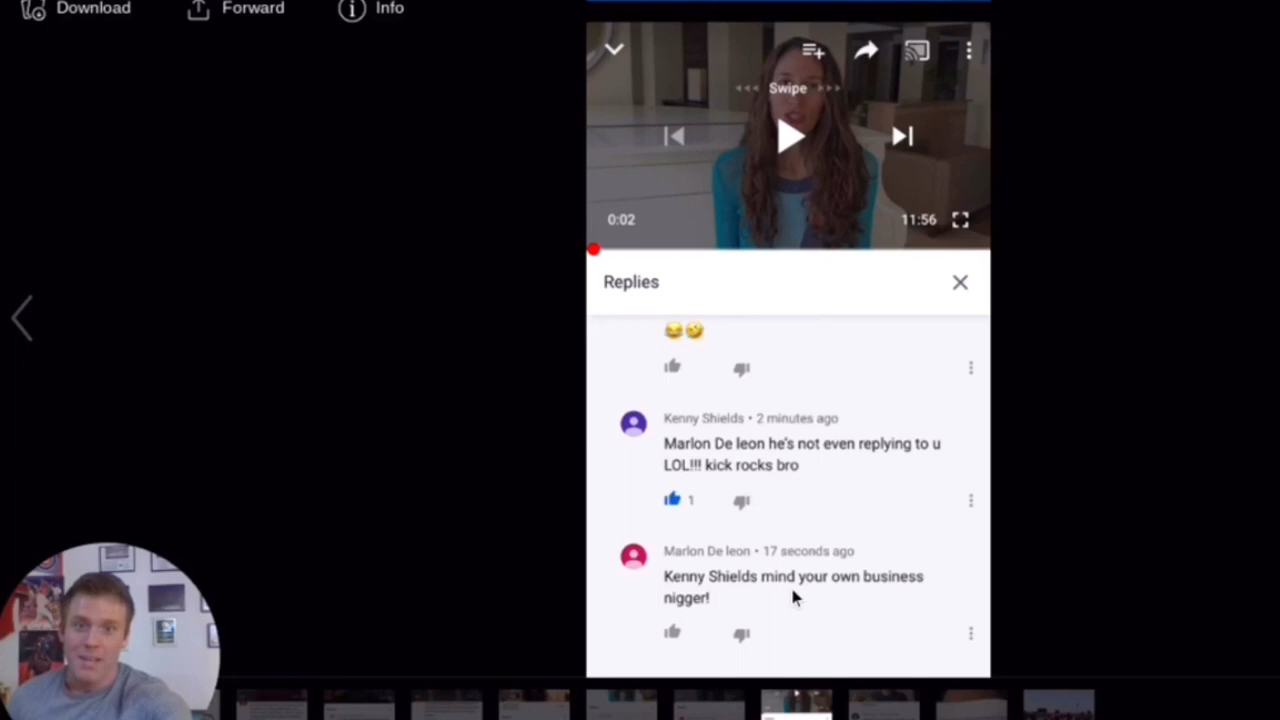 Download Forward Info
Swipe
0:02 11:56
Replies
😂🤣
Kenny Shields • 2 minutes ago
Marlon De leon he's not even replying to u
LOL!!! kick rocks bro
1
Marlon De leon • 17 seconds ago
Kenny Shields mind your own business
nigger!